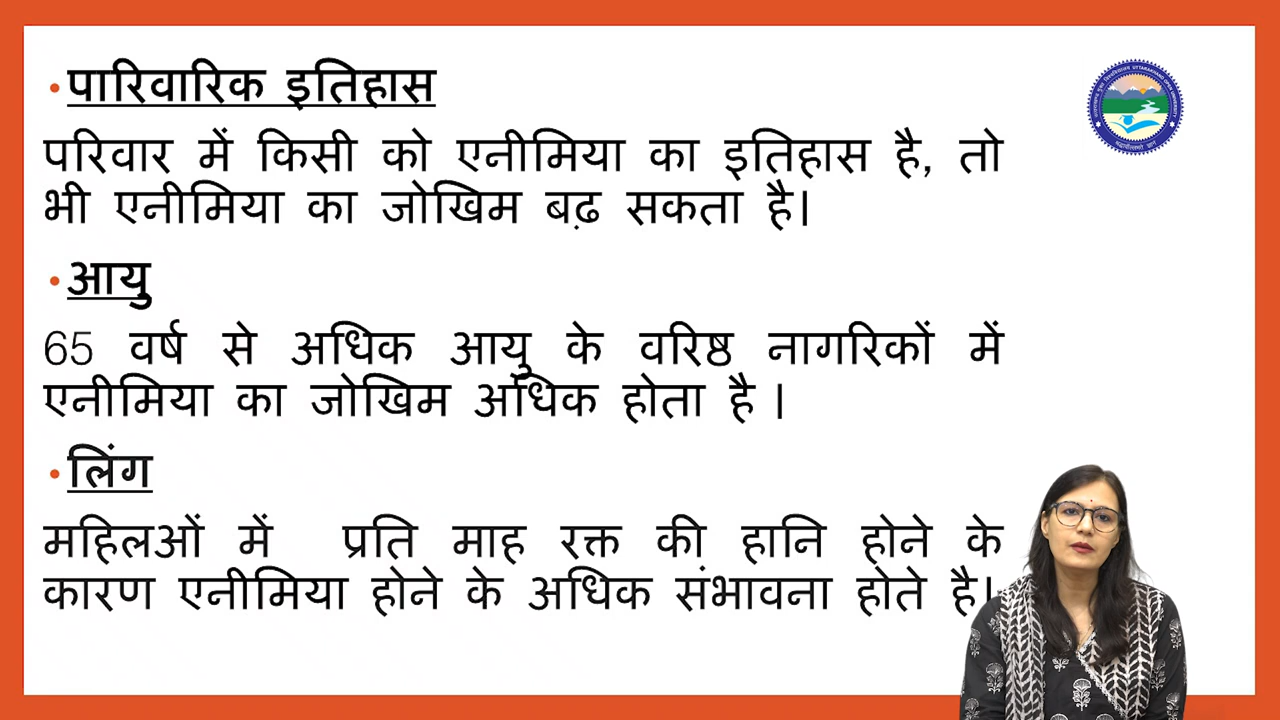 • पारिवारिक इतिहास
परिवार में किसी को एनीमिया का इतिहास है, तो
भी एनीमिया का जोखिम बढ़ सकता है।
• आयु
65 वर्ष से अधिक आयु के वरिष्ठ नागरिकों में
एनीमिया का जोखिम अधिक होता है ।
• लिंग
महिलओं में प्रति माह रक्त की हानि होने के
कारण एनीमिया होने के अधिक संभावना होते है।